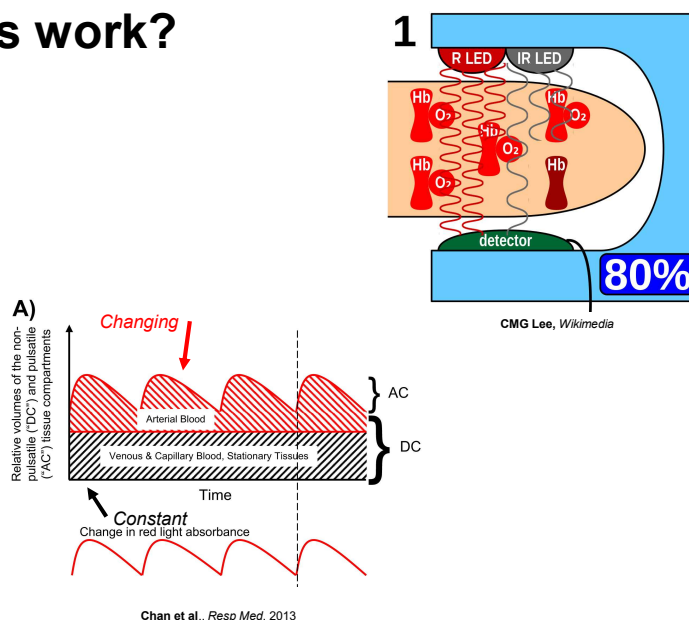 s work?
1
R LED
IR LED
Hb
O₂
Hb
O₂
Hb
O₂
Hb
O₂
Hb
detector
80%
CMG Lee, Wikimedia
A)
Changing
Relative volumes of the non-
pulsatile ("DC") and pulsatile
("AC") tissue compartments
Arterial Blood
AC
Venous & Capillary Blood, Stationary Tissues
DC
Time
Constant
Change in red light absorbance
Chan et al., Resp Med, 2013